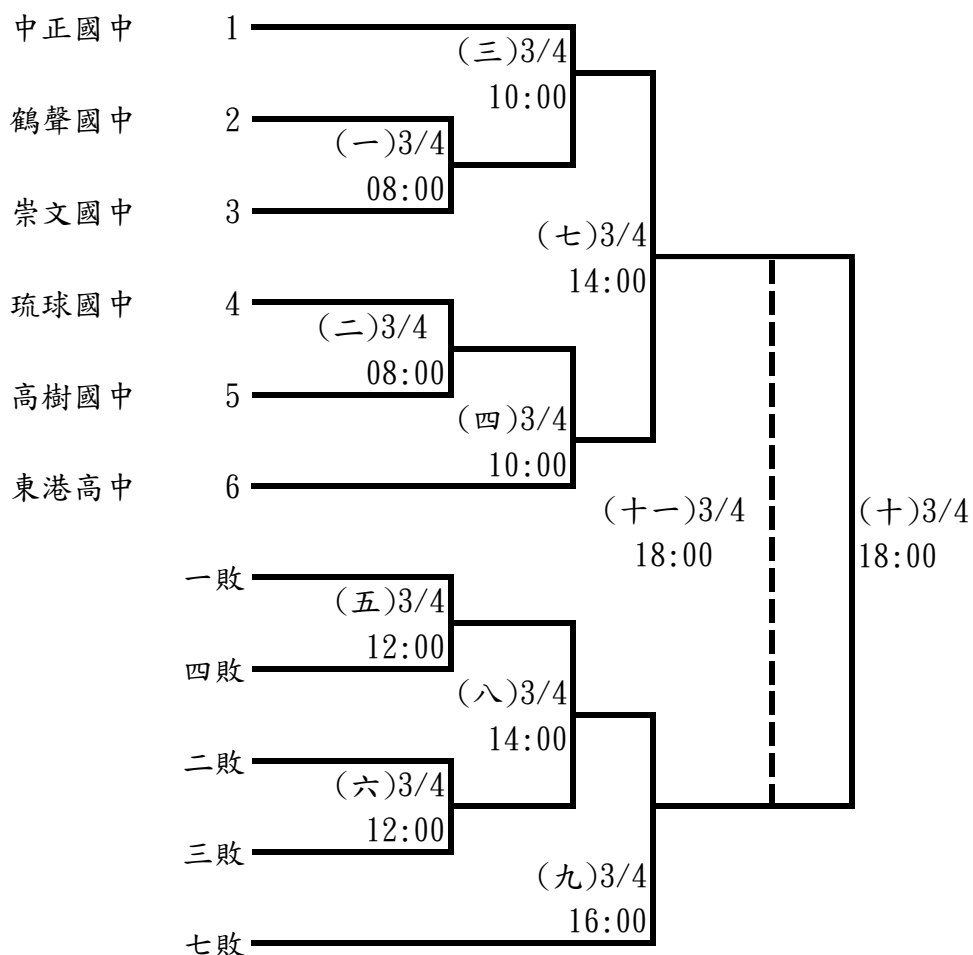 中正國中 1
(三)3/4
10:00
鶴聲國中 2
(一)3/4
08:00
崇文國中 3
(七)3/4
14:00
琉球國中 4
(二)3/4
08:00
高樹國中 5
(四)3/4
10:00
東港高中 6
(十一)3/4
18:00
(十)3/4
18:00
一敗
(五)3/4
12:00
四敗
(八)3/4
14:00
二敗
(六)3/4
12:00
三敗
(九)3/4
16:00
七敗